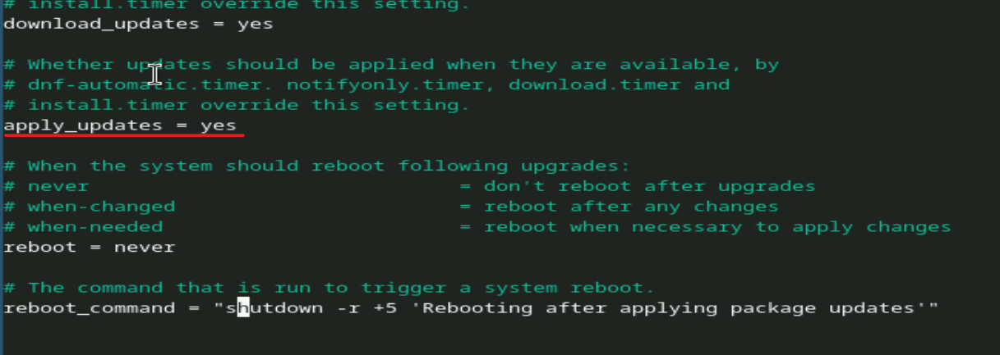 # install.timer override this setting.
download_updates = yes
# Whether updates should be applied when they are available, by
# dnf-automatic.timer. notifyonly.timer, download.timer and
# install.timer override this setting.
apply_updates = yes
# When the system should reboot following upgrades:
# never                              = don't reboot after upgrades
# when-changed                       = reboot after any changes
# when-needed                        = reboot when necessary to apply changes
reboot = never
# The command that is run to trigger a system reboot.
reboot_command = "shutdown -r +5 'Rebooting after applying package updates'"